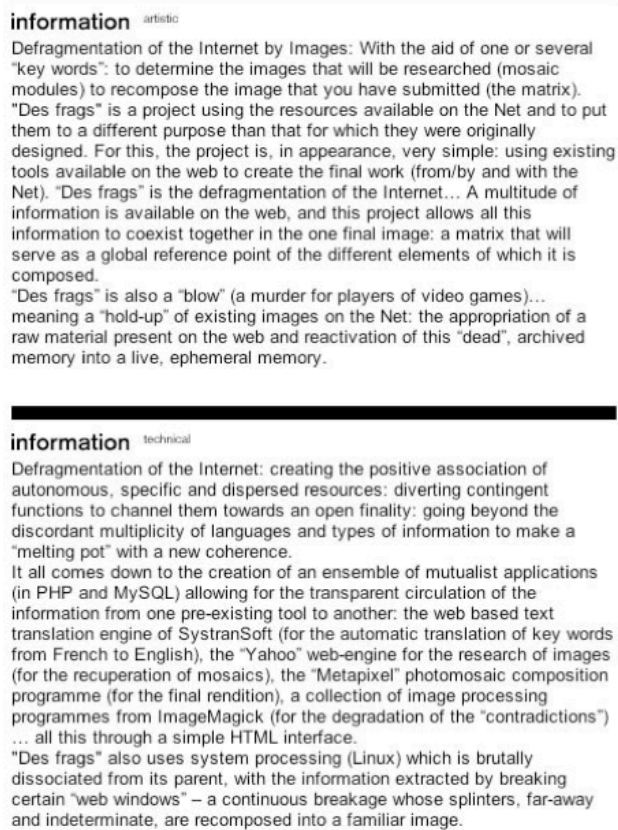 information artistic
Defragmentation of the Internet by Images: With the aid of one or several
“key words”: to determine the images that will be researched (mosaic
modules) to recompose the image that you have submitted (the matrix).
"Des frags" is a project using the resources available on the Net and to put
them to a different purpose than that for which they were originally
designed. For this, the project is, in appearance, very simple: using existing
tools available on the web to create the final work (from/by and with the
Net). “Des frags” is the defragmentation of the Internet... A multitude of
information is available on the web, and this project allows all this
information to coexist together in the one final image: a matrix that will
serve as a global reference point of the different elements of which it is
composed.
“Des frags” is also a “blow” (a murder for players of video games)...
meaning a “hold-up” of existing images on the Net: the appropriation of a
raw material present on the web and reactivation of this “dead”, archived
memory into a live, ephemeral memory.
information technical
Defragmentation of the Internet: creating the positive association of
autonomous, specific and dispersed resources: diverting contingent
functions to channel them towards an open finality: going beyond the
discordant multiplicity of languages and types of information to make a
“melting pot” with a new coherence.
It all comes down to the creation of an ensemble of mutualist applications
(in PHP and MySQL) allowing for the transparent circulation of the
information from one pre-existing tool to another: the web based text
translation engine of SystranSoft (for the automatic translation of key words
from French to English), the “Yahoo” web-engine for the research of images
(for the recuperation of mosaics), the “Metapixel” photomosaic composition
programme (for the final rendition), a collection of image processing
programmes from ImageMagick (for the degradation of the “contradictions”)
... all this through a simple HTML interface.
"Des frags" also uses system processing (Linux) which is brutally
dissociated from its parent, with the information extracted by breaking
certain “web windows” – a continuous breakage whose splinters, far-away
and indeterminate, are recomposed into a familiar image.